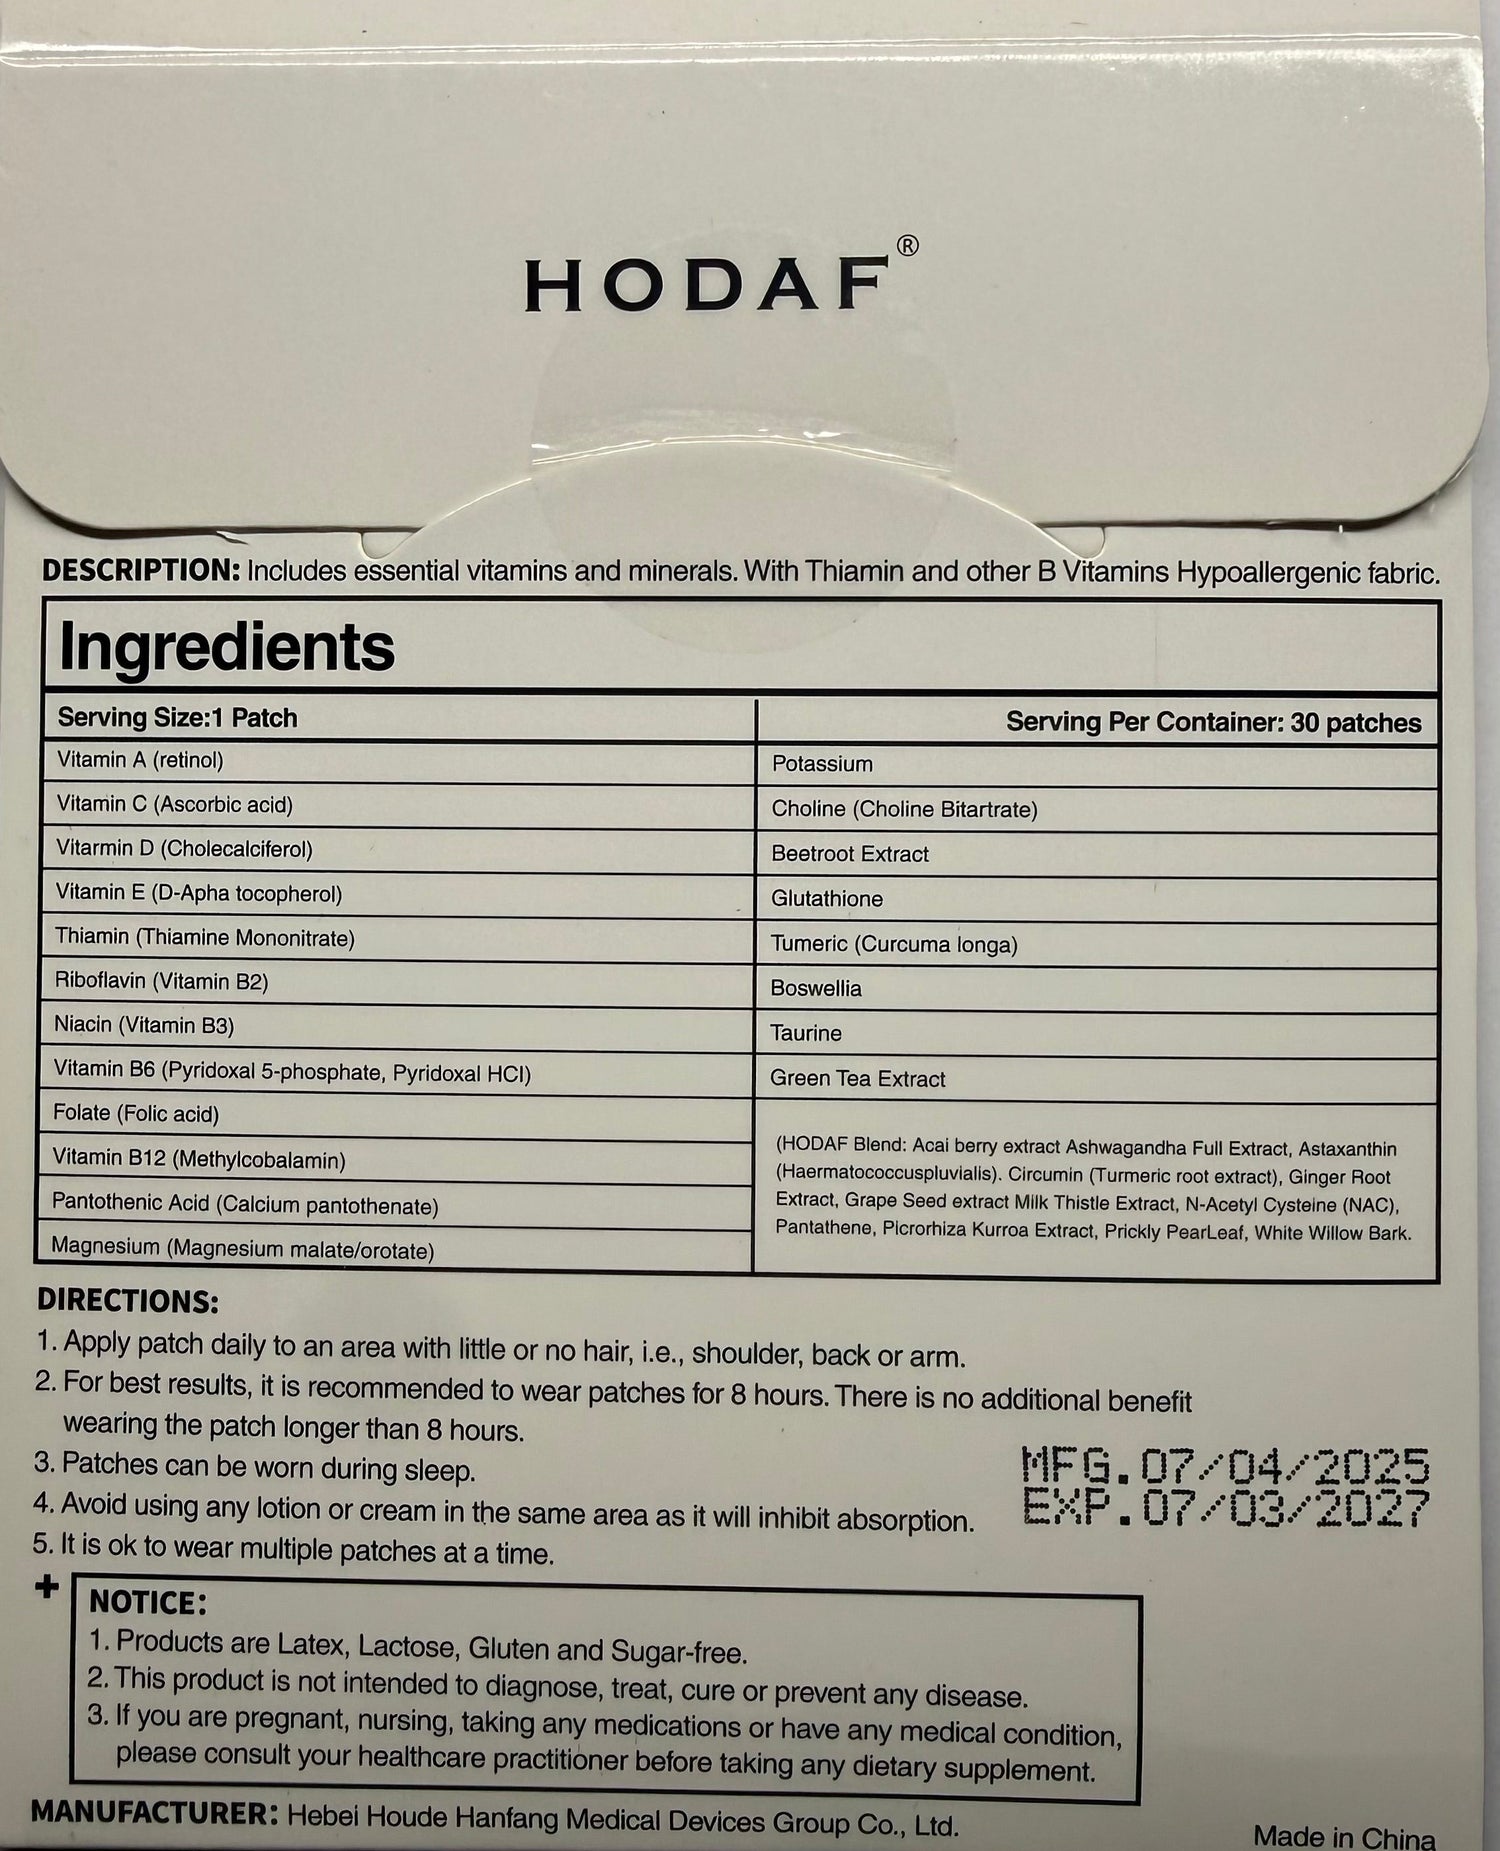 HODAF®
DESCRIPTION: Includes essential vitamins and minerals. With Thiamin and other B Vitamins Hypoallergenic fabric.
Ingredients
Serving Size:1 Patch
Serving Per Container: 30 patches
Vitamin A (retinol)
Vitamin C (Ascorbic acid)
Vitarmin D (Cholecalciferol)
Vitamin E (D-Apha tocopherol)
Thiamin (Thiamine Mononitrate)
Riboflavin (Vitamin B2)
Niacin (Vitamin B3)
Vitamin B6 (Pyridoxal 5-phosphate, Pyridoxal HCI)
Folate (Folic acid)
Vitamin B12 (Methylcobalamin)
Pantothenic Acid (Calcium pantothenate)
Magnesium (Magnesium malate/orotate)
Potassium
Choline (Choline Bitartrate)
Beetroot Extract
Glutathione
Tumeric (Curcuma longa)
Boswellia
Taurine
Green Tea Extract
(HODAF Blend: Acai berry extract Ashwagandha Full Extract, Astaxanthin
(Haermatococcuspluvialis). Circumin (Turmeric root extract), Ginger Root
Extract, Grape Seed extract Milk Thistle Extract, N-Acetyl Cysteine (NAC),
Pantathene, Picrorhiza Kurroa Extract, Prickly PearLeaf, White Willow Bark.
DIRECTIONS:
1. Apply patch daily to an area with little or no hair, i.e., shoulder, back or arm.
2. For best results, it is recommended to wear patches for 8 hours. There is no additional benefit
wearing the patch longer than 8 hours.
3. Patches can be worn during sleep.
4. Avoid using any lotion or cream in the same area as it will inhibit absorption.
5. It is ok to wear multiple patches at a time.
MFG.07/04/2025
EXP.07/03/2027
+
NOTICE:
1. Products are Latex, Lactose, Gluten and Sugar-free.
2. This product is not intended to diagnose, treat, cure or prevent any disease.
3. If you are pregnant, nursing, taking any medications or have any medical condition,
please consult your healthcare practitioner before taking any dietary supplement.
MANUFACTURER: Hebei Houde Hanfang Medical Devices Group Co., Ltd.
Made in China